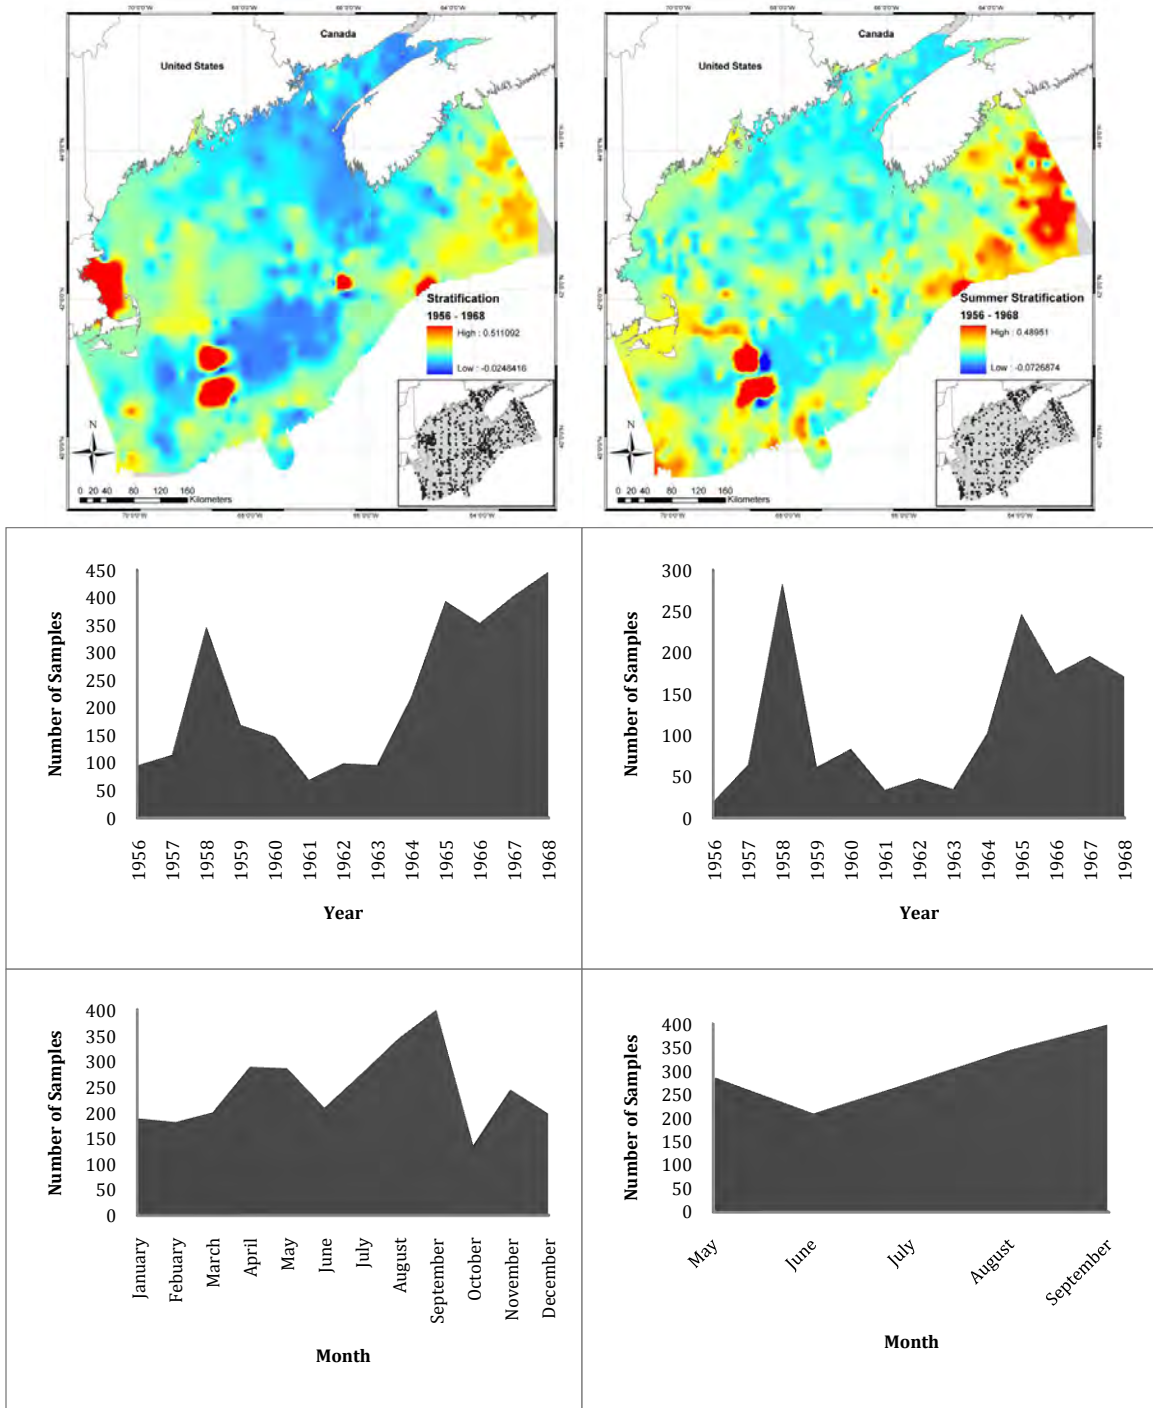 Canada
United States
Stratification
1956 - 1968
High : 0.511092
Low : -0.0248416
N
0 20 40 80 120 160
Kilometers
Canada
United States
Summer Stratification
1956 - 1968
High : 0.48951
Low : -0.0726874
N
0 20 40 80 120 160
Kilometers
Number of Samples
450
400
350
300
250
200
150
100
50
0
1956 1957 1958 1959 1960 1961 1962 1963 1964 1965 1966 1967 1968
Year
Number of Samples
300
250
200
150
100
50
0
1956 1957 1958 1959 1960 1961 1962 1963 1964 1965 1966 1967 1968
Year
Number of Samples
400
350
300
250
200
150
100
50
0
January Febuary March April May June July August September October November December
Month
Number of Samples
400
350
300
250
200
150
100
50
0
May June July August September
Month